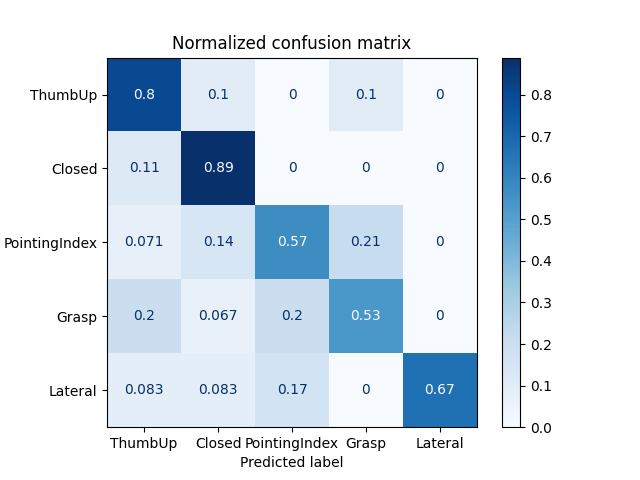 Normalized confusion matrix
ThumbUp 0.8 0.1 0 0.1 0
Closed 0.11 0.89 0 0 0
PointingIndex 0.071 0.14 0.57 0.21 0
Grasp 0.2 0.067 0.2 0.53 0
Lateral 0.083 0.083 0.17 0 0.67
ThumbUp Closed PointingIndex Grasp Lateral
Predicted label
0.8
0.7
0.6
0.5
0.4
0.3
0.2
0.1
0.0